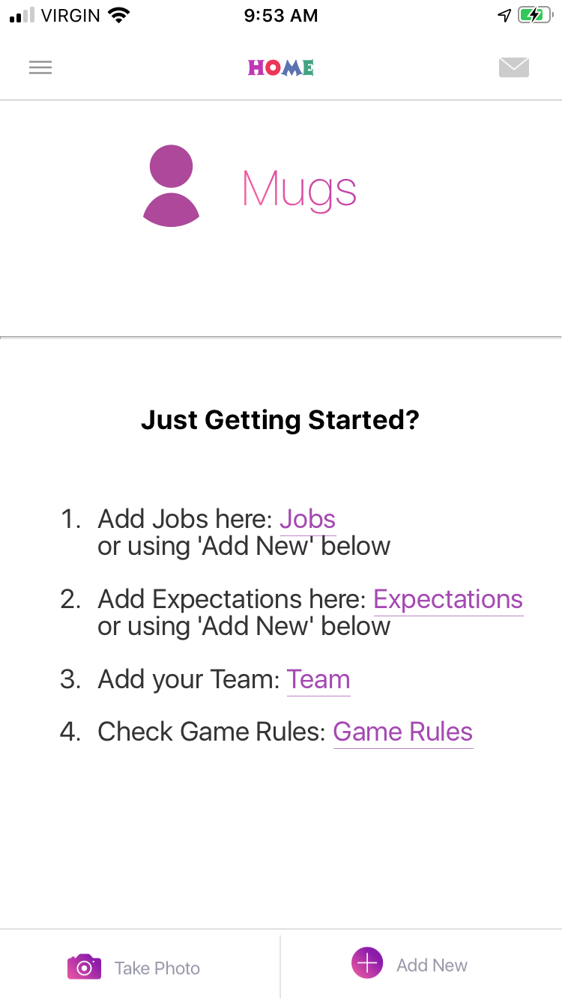 VIRGIN 9:53 AM
HOME
Mugs
Just Getting Started?
1. Add Jobs here: Jobs
or using 'Add New' below
2. Add Expectations here: Expectations
or using 'Add New' below
3. Add your Team: Team
4. Check Game Rules: Game Rules
Take Photo Add New